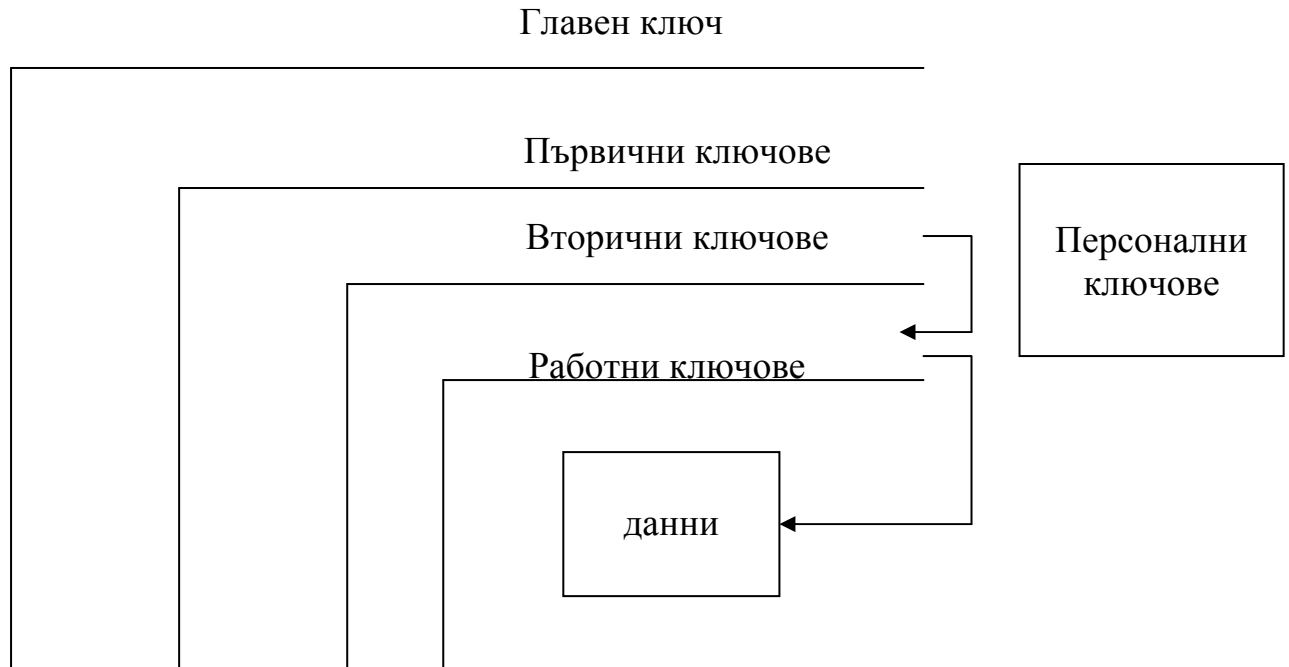 Главен ключ
Първични ключове
Вторични ключове
Персонални
ключове
Работни ключове
данни